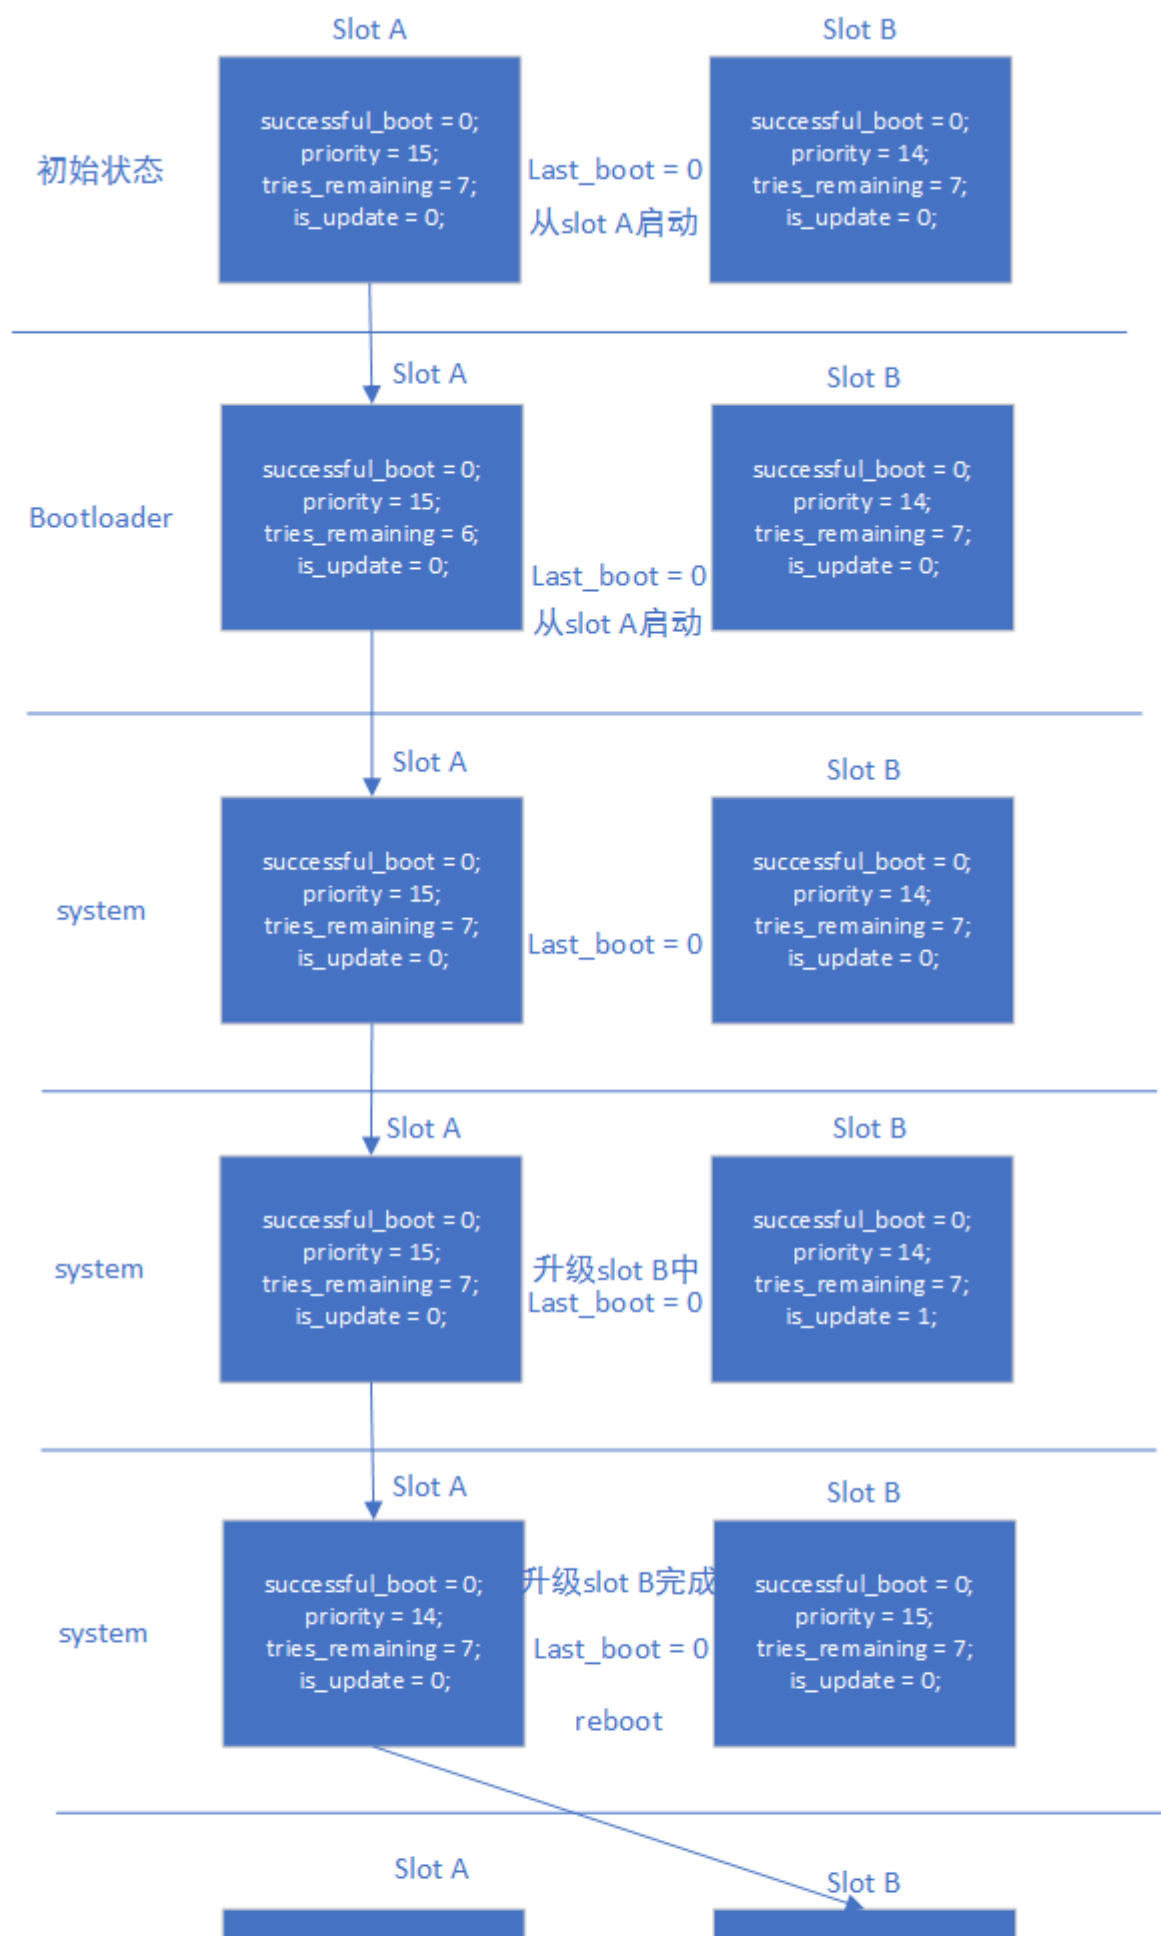 Slot A
Slot B
初始状态
successful_boot = 0;
priority = 15;
tries_remaining = 7;
is_update = 0;
Last_boot = 0
从slot A启动
successful_boot = 0;
priority = 14;
tries_remaining = 7;
is_update = 0;
Slot A
Slot B
Bootloader
successful_boot = 0;
priority = 15;
tries_remaining = 6;
is_update = 0;
Last_boot = 0
从slot A启动
successful_boot = 0;
priority = 14;
tries_remaining = 7;
is_update = 0;
Slot A
Slot B
system
successful_boot = 0;
priority = 15;
tries_remaining = 7;
is_update = 0;
Last_boot = 0
successful_boot = 0;
priority = 14;
tries_remaining = 7;
is_update = 0;
Slot A
Slot B
system
successful_boot = 0;
priority = 15;
tries_remaining = 7;
is_update = 0;
升级slot B中
Last_boot = 0
successful_boot = 0;
priority = 14;
tries_remaining = 7;
is_update = 1;
Slot A
Slot B
system
successful_boot = 0;
priority = 14;
tries_remaining = 7;
is_update = 0;
升级slot B完成
Last_boot = 0
reboot
successful_boot = 0;
priority = 15;
tries_remaining = 7;
is_update = 0;
Slot A
Slot B